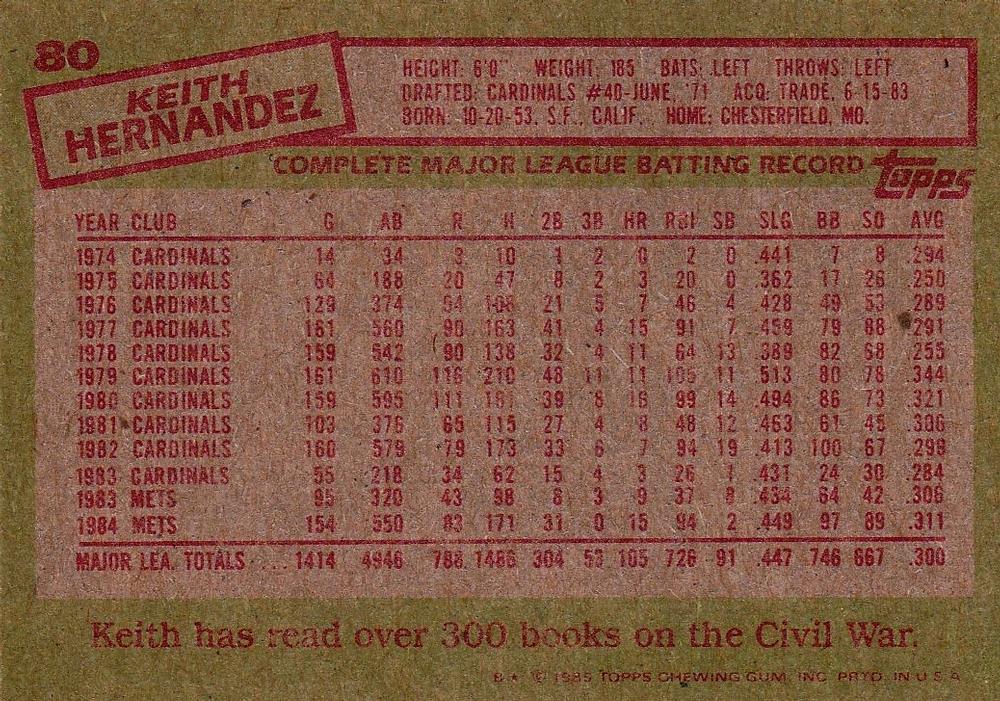 80
KEITH
HERNANDEZ
HEIGHT: 6'0" WEIGHT: 185 BATS: LEFT THROWS: LEFT
DRAFTED: CARDINALS #40-JUNE, '71 ACQ: TRADE, 6-15-83
BORN: 10-20-53, S.F., CALIF. HOME: CHESTERFIELD, MO.
COMPLETE MAJOR LEAGUE BATTING RECORD topps
YEAR CLUB G AB R H 2B 3B HR RBI SB SLG BB SO AVG
1974 CARDINALS 14 34 3 10 1 2 0 2 0 .441 7 8 .294
1975 CARDINALS 64 188 20 47 8 2 3 20 0 .362 17 26 .250
1976 CARDINALS 129 374 54 108 21 5 7 46 4 .428 49 53 .289
1977 CARDINALS 161 560 90 163 41 4 15 91 7 .459 79 88 .291
1978 CARDINALS 159 542 90 138 32 4 11 64 13 .389 82 68 .255
1979 CARDINALS 161 610 116 210 48 11 11 105 11 .513 80 78 .344
1980 CARDINALS 159 595 111 191 39 8 16 99 14 .494 86 73 .321
1981 CARDINALS 103 376 65 115 27 4 8 48 12 .463 61 45 .306
1982 CARDINALS 160 579 79 173 33 6 7 94 19 .413 100 67 .299
1983 CARDINALS 55 218 34 62 15 4 3 26 1 .431 24 30 .284
1983 METS 95 320 43 98 8 3 9 37 8 .434 64 42 .306
1984 METS 154 550 83 171 31 0 15 94 2 .449 97 89 .311
MAJOR LEA. TOTALS .... 1414 4946 788 1486 304 53 105 726 91 .447 746 667 .300
Keith has read over 300 books on the Civil War.
B★ © 1985 TOPPS CHEWING GUM, INC. PRTD. IN U.S.A.